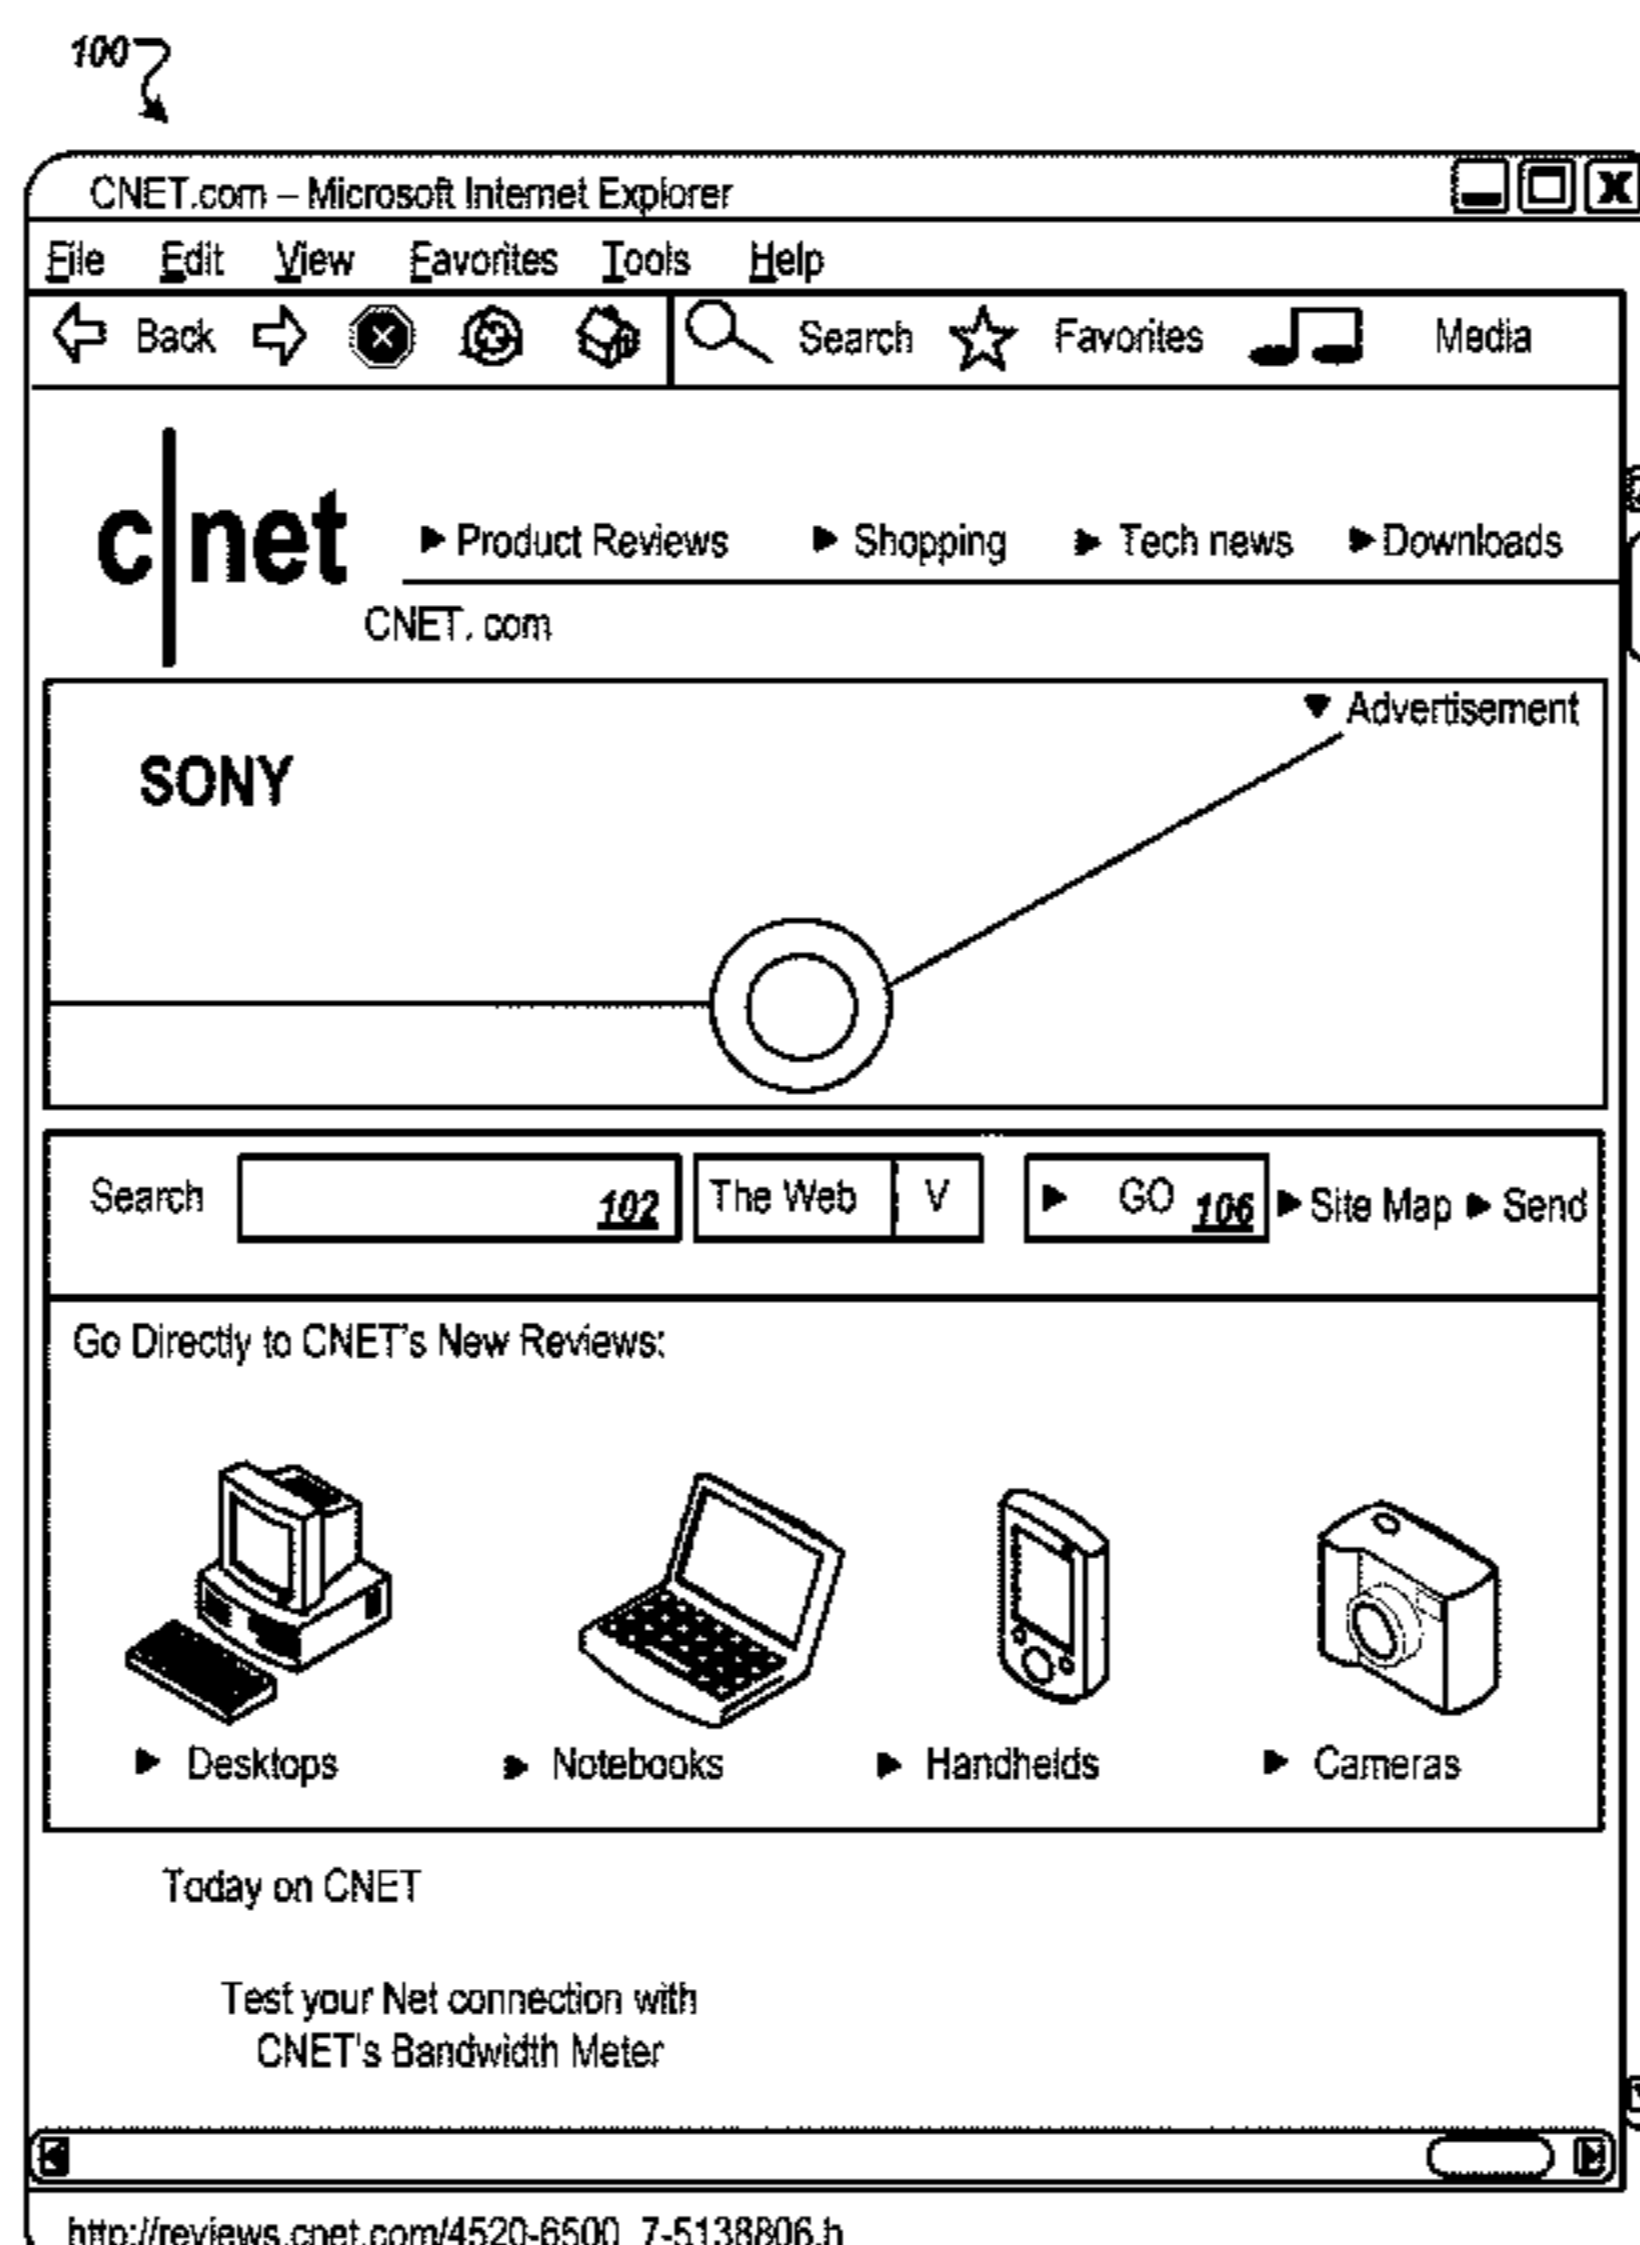 100
CNET.com – Microsoft Internet Explorer
File Edit View Favorites Tools Help
Back Search Favorites Media
c|net
Product Reviews Shopping Tech news Downloads
CNET. com
Advertisement
SONY
Search 102 The Web V GO 106 Site Map Send
Go Directly to CNET's New Reviews:
Desktops Notebooks Handhelds Cameras
Today on CNET
Test your Net connection with
CNET's Bandwidth Meter
http://reviews.cnet.com/4520-6500_7-5138806.h